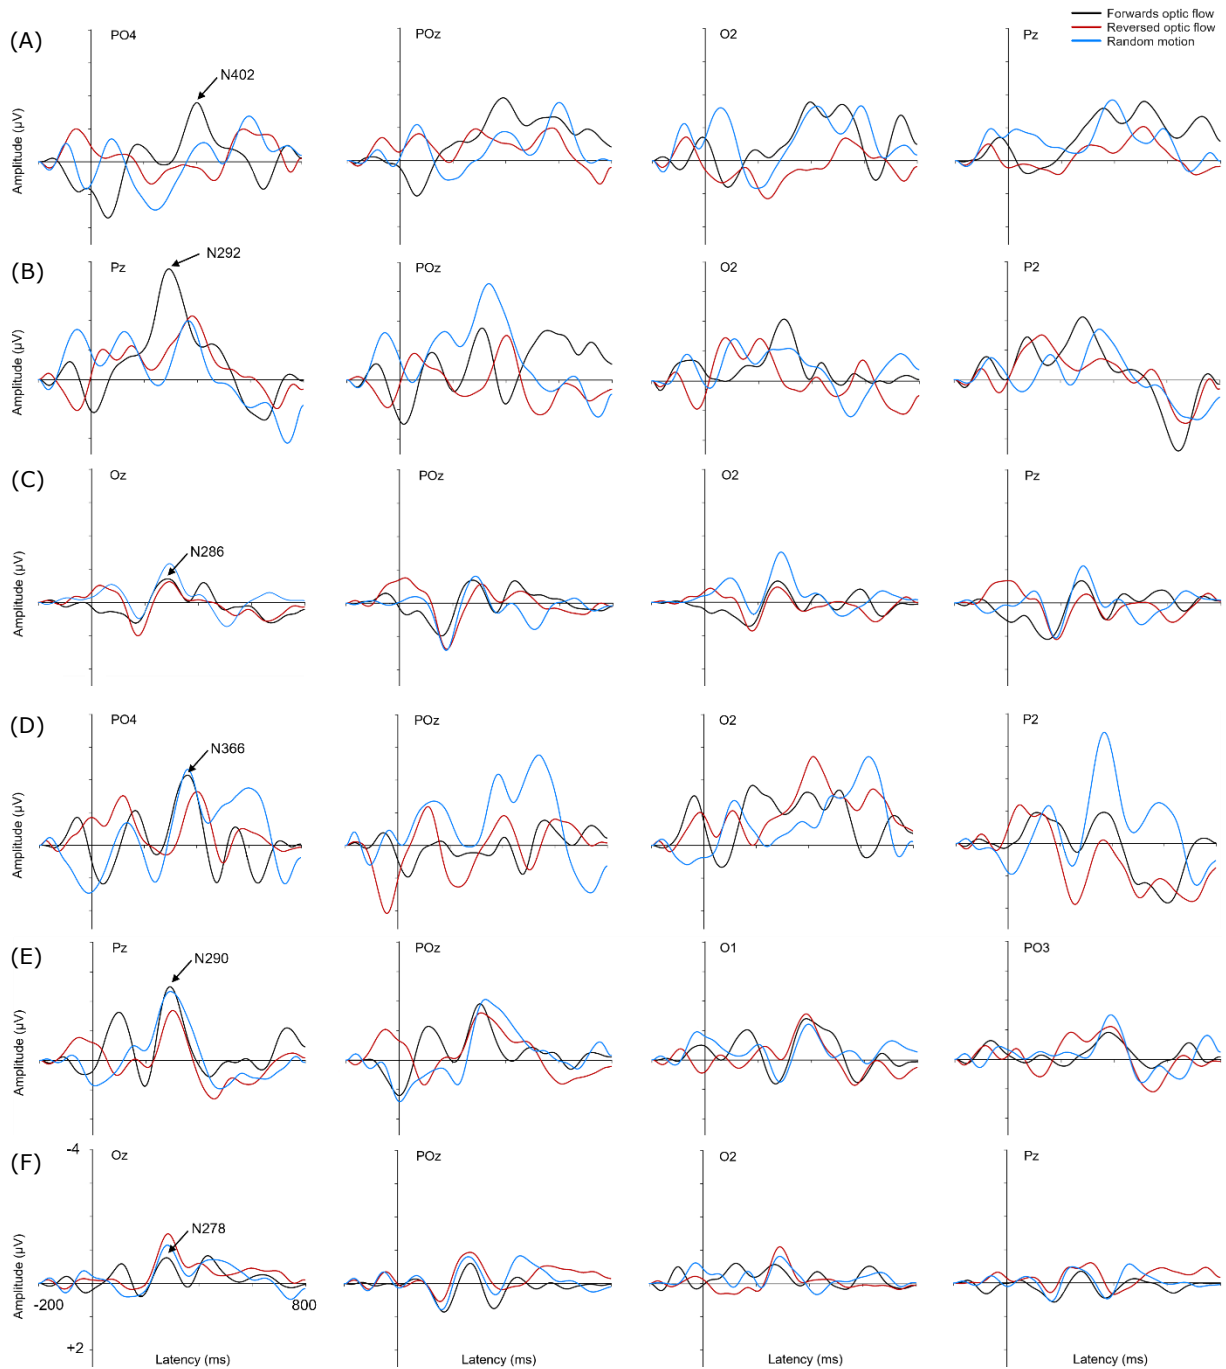 Forwards optic flow
Reversed optic flow
Random motion
(A)
PO4
POz
O2
Pz
N402
Amplitude (µV)
(B)
Pz
POz
O2
P2
N292
Amplitude (µV)
(C)
Oz
POz
O2
Pz
N286
Amplitude (µV)
(D)
PO4
POz
O2
P2
N366
Amplitude (µV)
(E)
Pz
POz
O1
PO3
N290
Amplitude (µV)
(F)
-4
Oz
POz
O2
Pz
N278
Amplitude (µV)
-200
800
+2
Latency (ms)
Latency (ms)
Latency (ms)
Latency (ms)